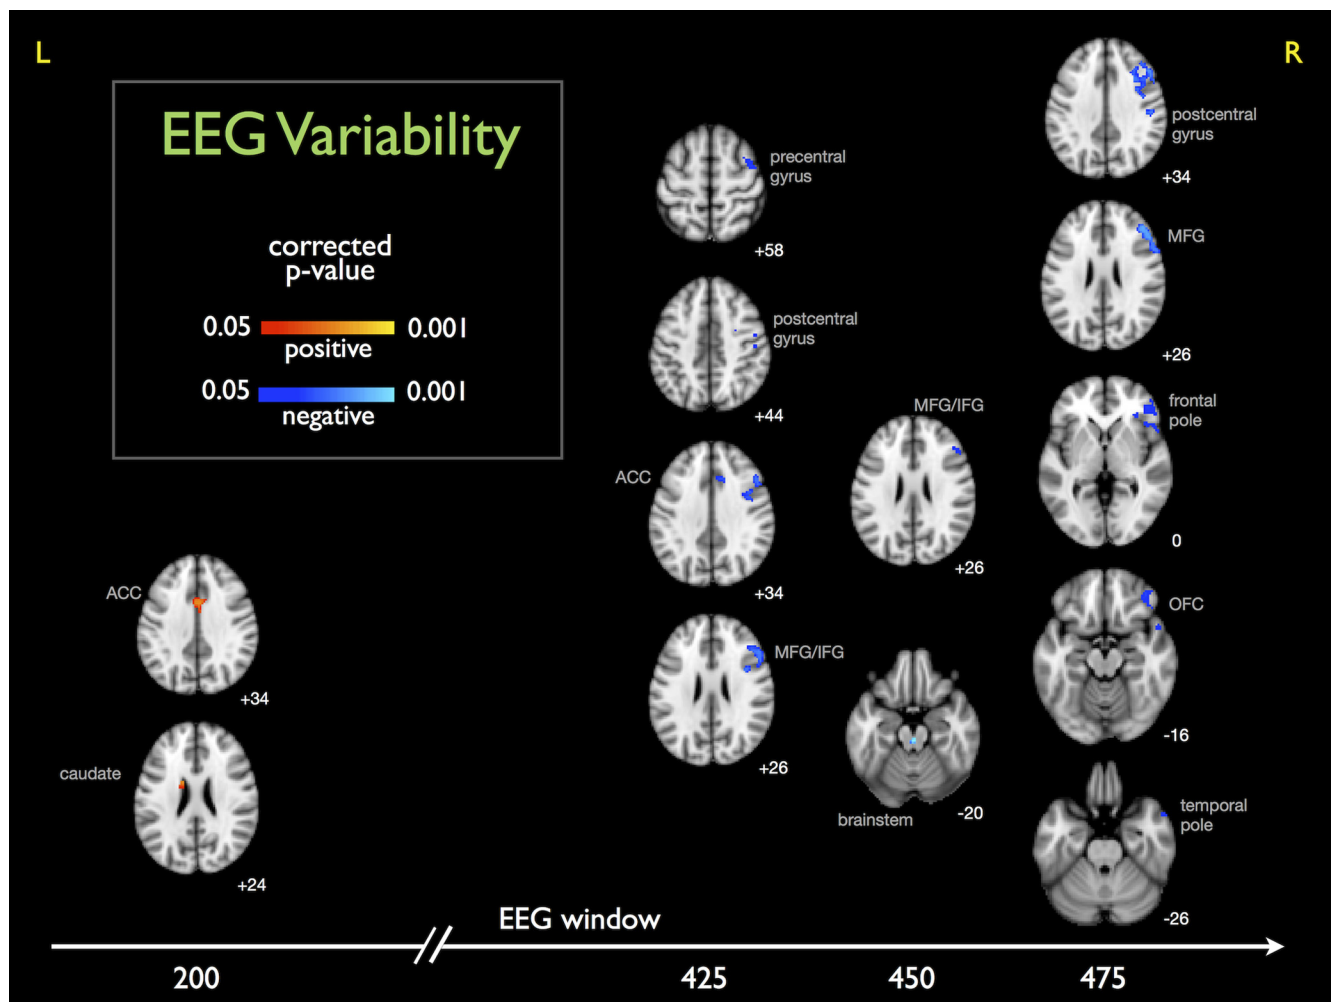 L
R
EEG Variability
corrected
p-value
0.05
0.001
positive
0.05
0.001
negative
ACC
+34
caudate
+24
precentral
gyrus
+58
postcentral
gyrus
+44
ACC
+34
MFG/IFG
+26
MFG/IFG
+26
brainstem
-20
postcentral
gyrus
+34
MFG
+26
frontal
pole
0
OFC
-16
temporal
pole
-26
EEG window
200
425
450
475